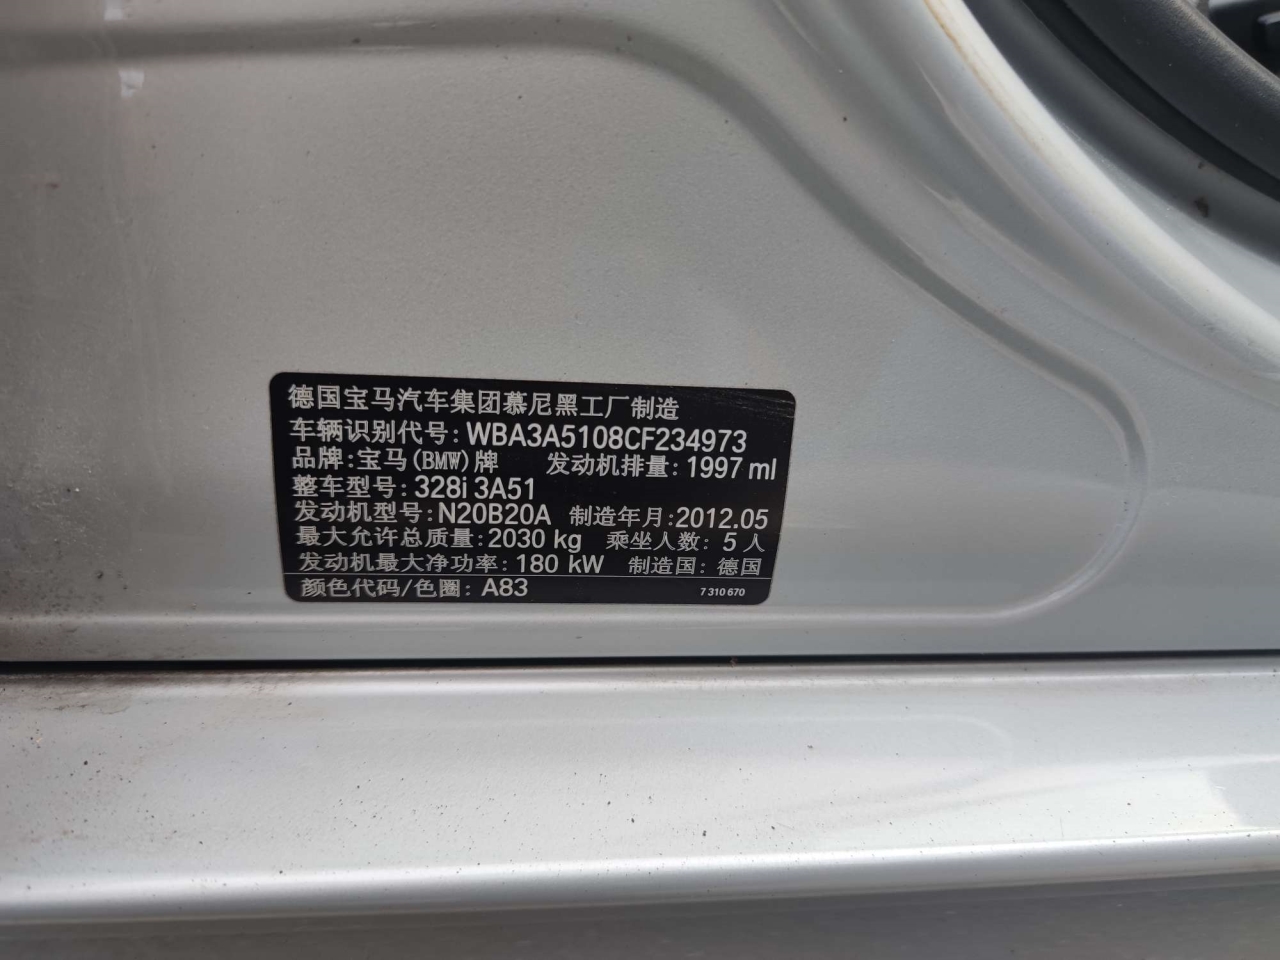 德国宝马汽车集团慕尼黑工厂制造
车辆识别代号: WBA3A5108CF234973
品牌: 宝马(BMW)牌 发动机排量: 1997 ml
整车型号: 328i 3A51
发动机型号: N20B20A 制造年月: 2012.05
最大允许总质量: 2030 kg 乘坐人数: 5 人
发动机最大净功率: 180 kW 制造国: 德国
颜色代码/色圈: A83 7 310 670